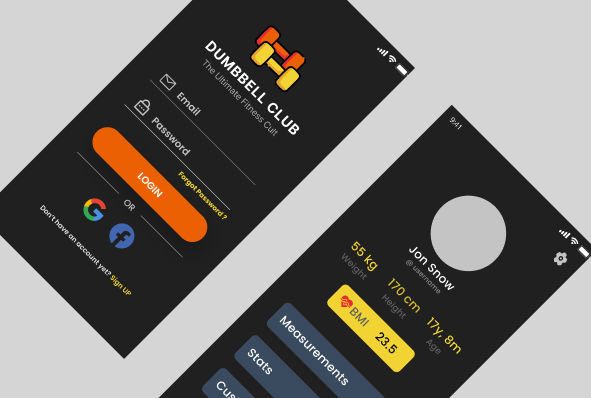 DUMBBELL CLUB
The Ultimate Fitness Cult
Email
Password
Forgot Password ?
LOGIN
OR
Don't have an account yet? Sign UP
9:41
Jon Snow
@ username
55 kg
Weight
170 cm
Height
17y, 8m
Age
BMI 23.5
Measurements
Stats
Cus